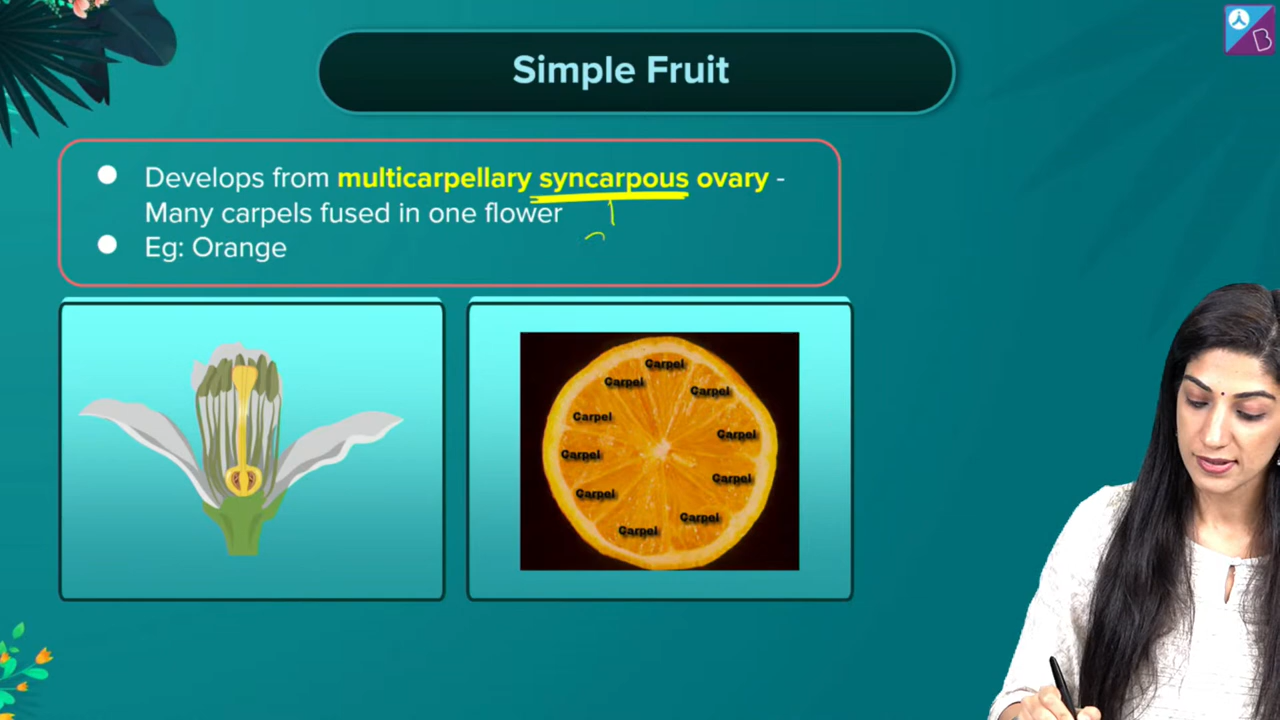 Simple Fruit
Develops from multicarpellary syncarpous ovary -
Many carpels fused in one flower
Eg: Orange
Carpel
Carpel
Carpel
Carpel
Carpel
Carpel
Carpel
Carpel
Carpel
Carpel
B